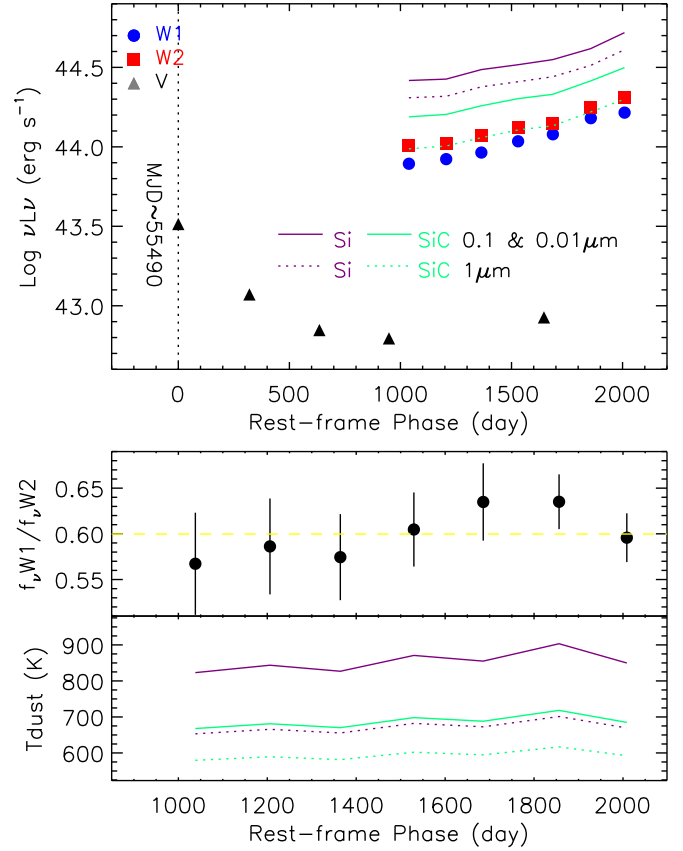 W1
W2
V
44.5
44.0
43.5
43.0
Log νLν (erg s⁻¹)
MJD~55490
Si SiC 0.1 & 0.01μm
Si SiC 1μm
0 500 1000 1500 2000
Rest-frame Phase (day)
0.65
0.60
0.55
fνW1/fνW2
900
800
700
600
Tdust (K)
1000 1200 1400 1600 1800 2000
Rest-frame Phase (day)